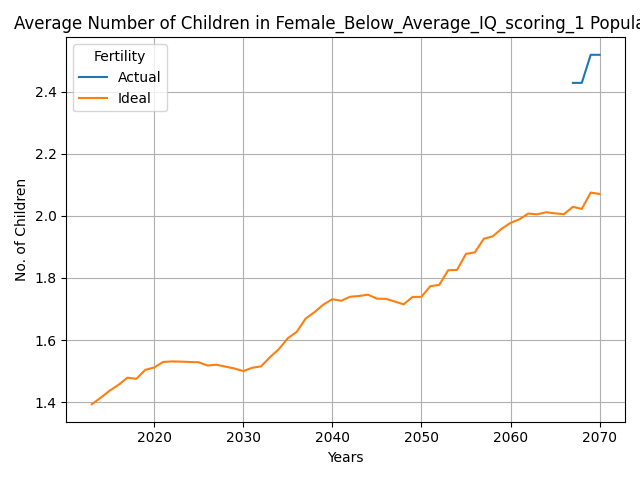 Average Number of Children in Female_Below_Average_IQ_scoring_1 Popula
Fertility
Actual
Ideal
No. of Children
2.4
2.2
2.0
1.8
1.6
1.4
2020 2030 2040 2050 2060 2070
Years